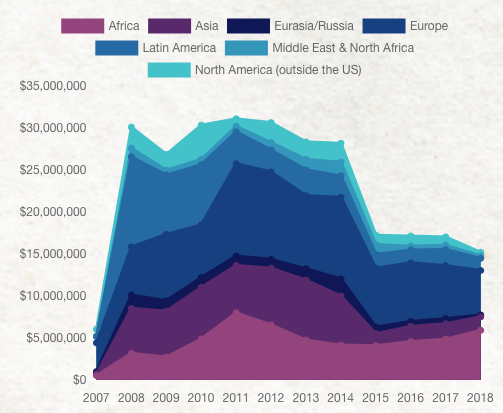 Africa Asia Eurasia/Russia Europe
Latin America Middle East & North Africa
North America (outside the US)
$35,000,000
$30,000,000
$25,000,000
$20,000,000
$15,000,000
$10,000,000
$5,000,000
$0
2007 2008 2009 2010 2011 2012 2013 2014 2015 2016 2017 2018